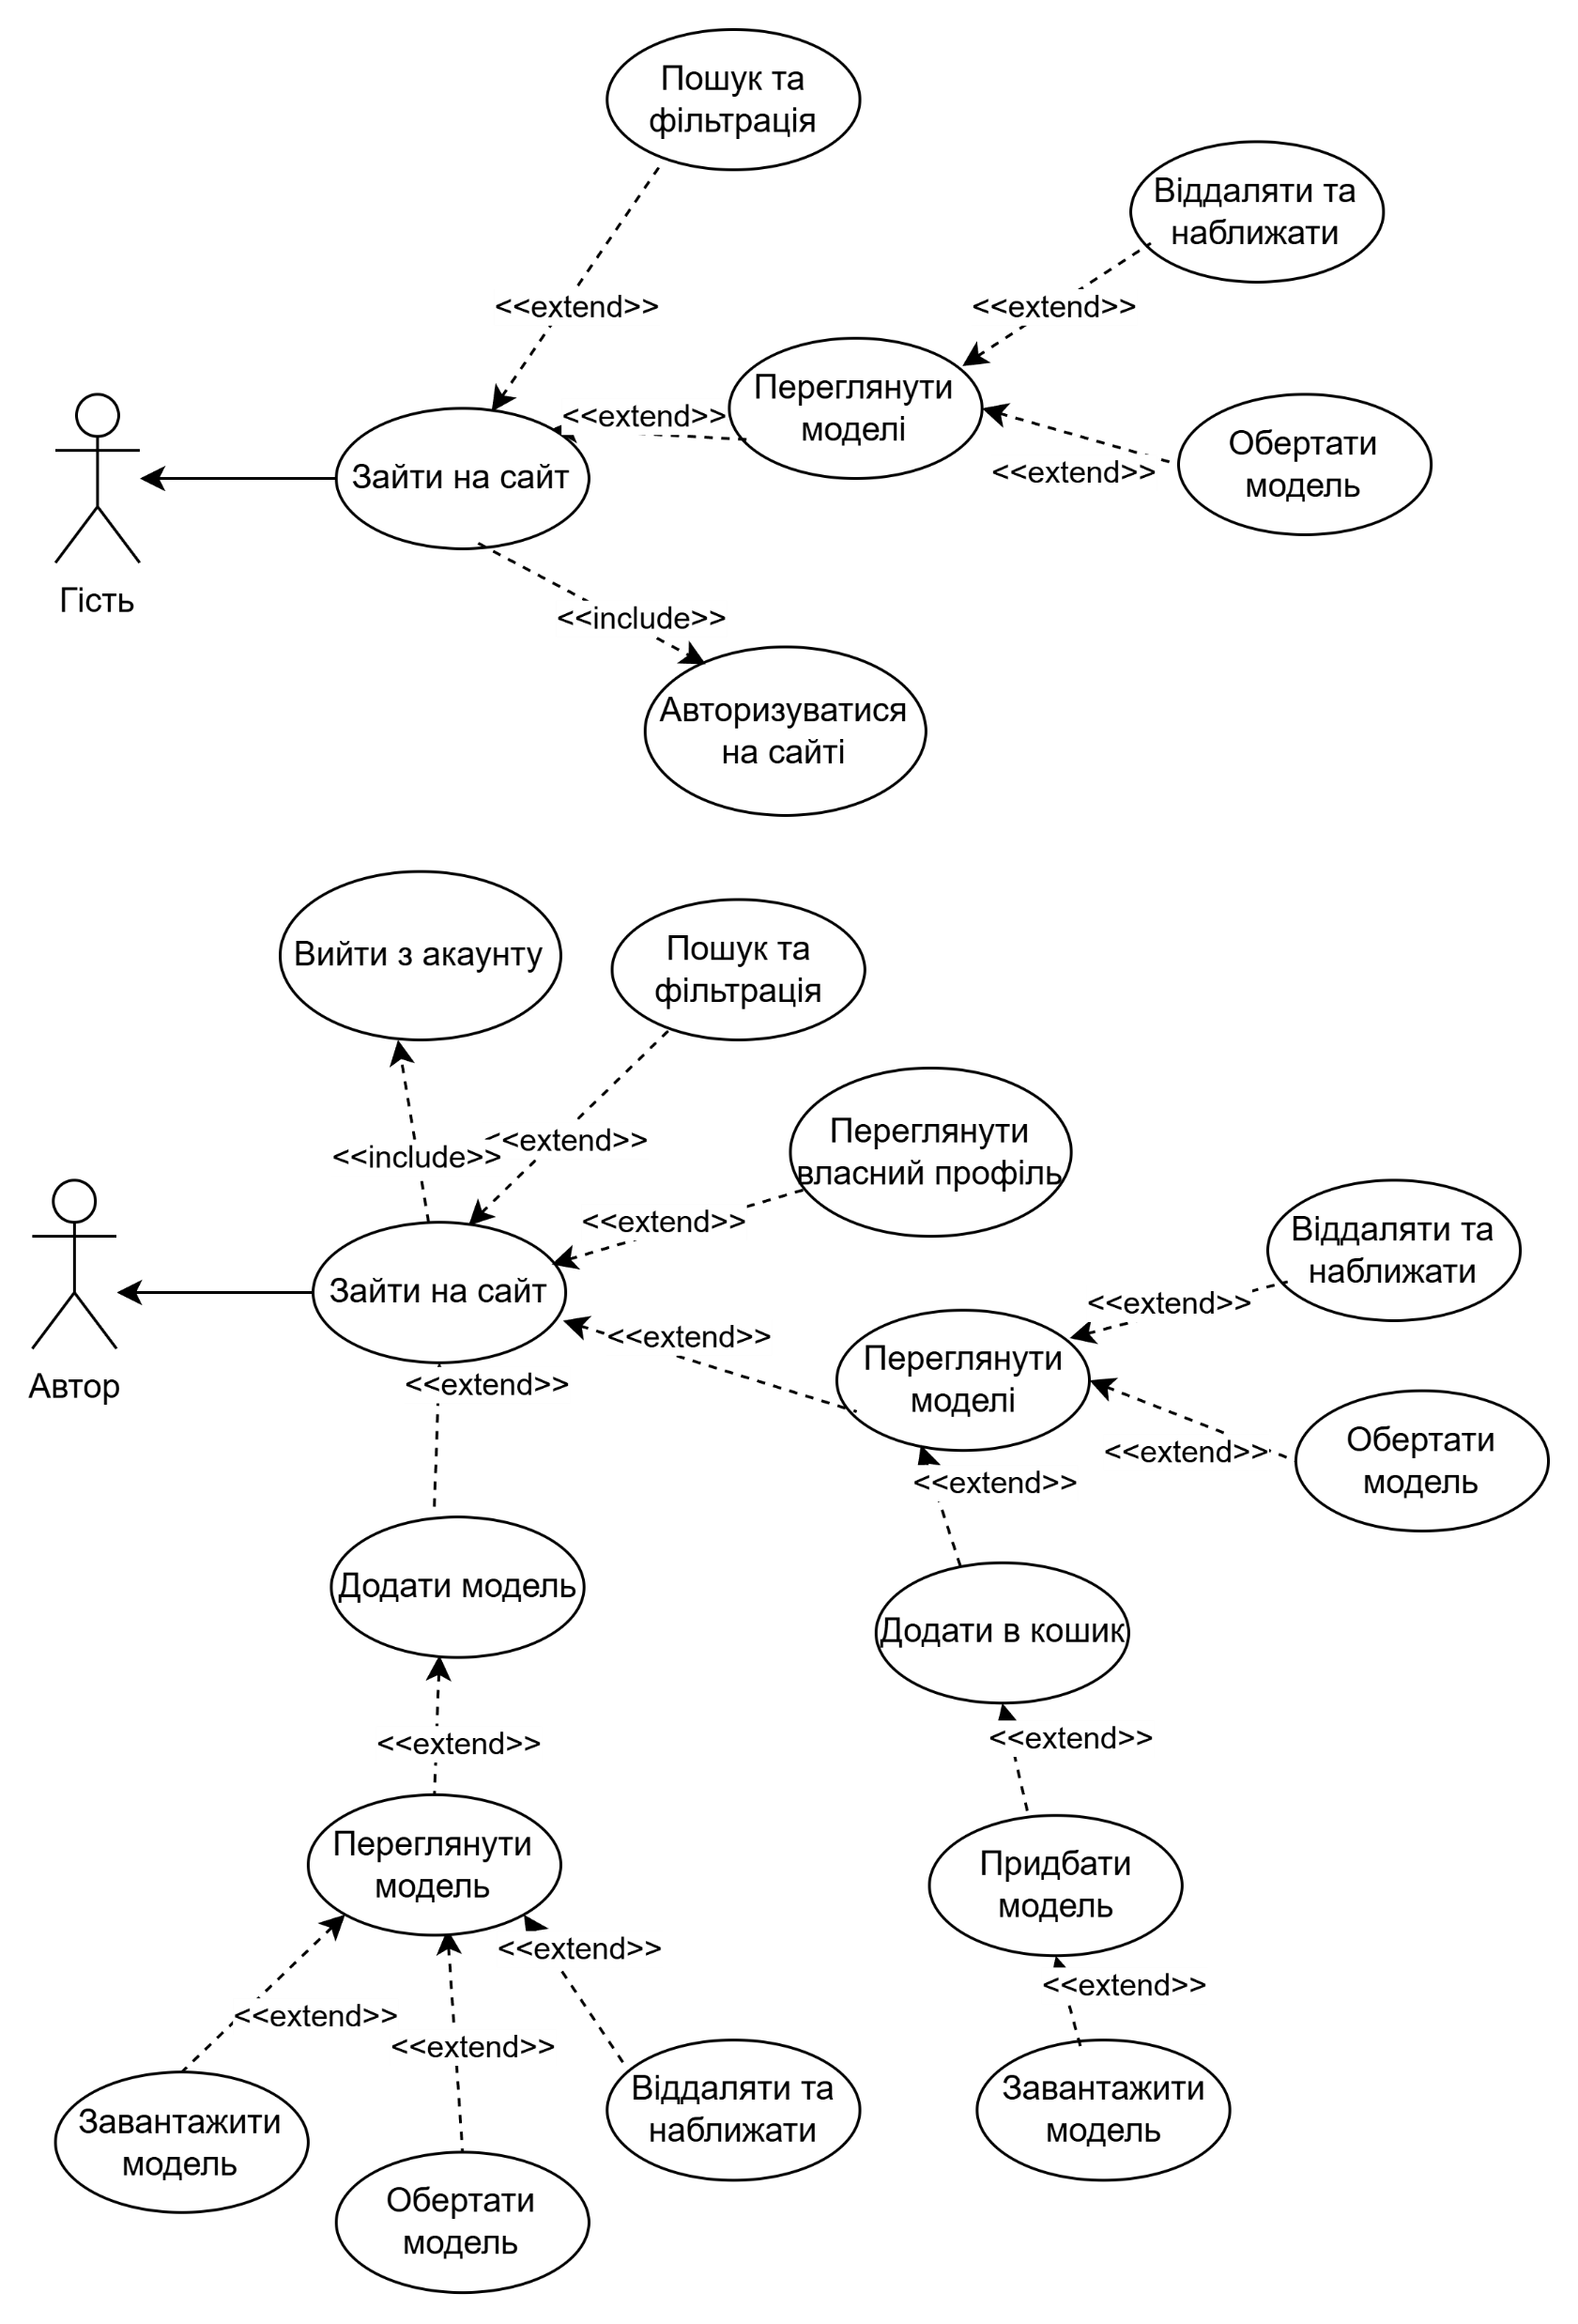 Пошук та
фільтрація
Віддаляти та
наближати
<<extend>>
<<extend>>
Переглянути
моделі
<<extend>>
Обертати
модель
<<extend>>
Зайти на сайт
Гість
<<include>>
Авторизуватися
на сайті
Вийти з акаунту
Пошук та
фільтрація
<<include>>
<<extend>>
Переглянути
власний профіль
<<extend>>
Віддаляти та
наближати
<<extend>>
Зайти на сайт
<<extend>>
Переглянути
моделі
Автор
<<extend>>
<<extend>>
Обертати
модель
<<extend>>
Додати модель
Додати в кошик
<<extend>>
<<extend>>
Переглянути
модель
Придбати
модель
<<extend>>
<<extend>>
<<extend>>
<<extend>>
Завантажити
модель
Віддаляти та
наближати
Завантажити
модель
Обертати
модель